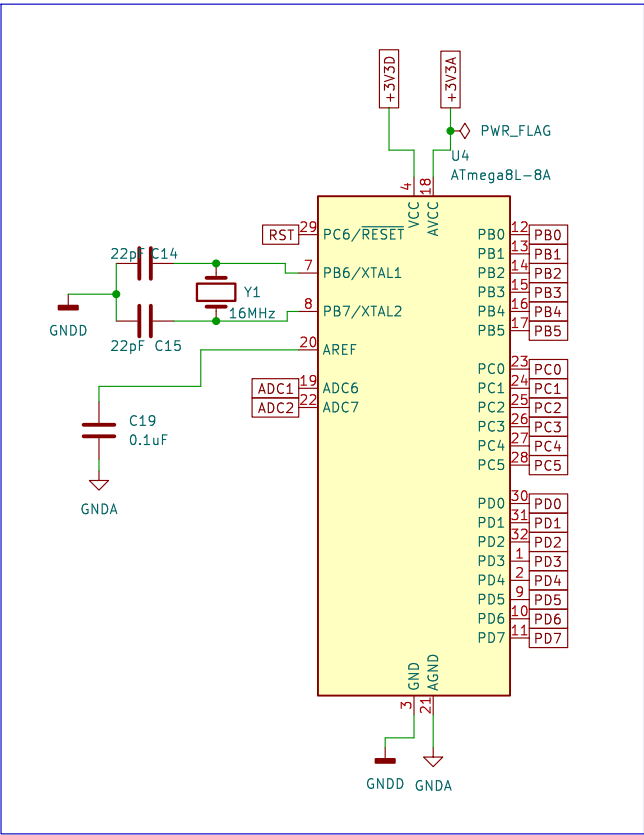 +3V3D
+3V3A
PWR_FLAG
U4
ATmega8L-8A
4
18
VCC
AVCC
RST 29 PC6/RESET
22pF C14
7 PB6/XTAL1
Y1
16MHz
8 PB7/XTAL2
GNDD
22pF C15
20 AREF
ADC1 19 ADC6
ADC2 22 ADC7
C19
0.1uF
GNDA
PB0 12 PB0
PB1 13 PB1
PB2 14 PB2
PB3 15 PB3
PB4 16 PB4
PB5 17 PB5
PC0 23 PC0
PC1 24 PC1
PC2 25 PC2
PC3 26 PC3
PC4 27 PC4
PC5 28 PC5
PD0 30 PD0
PD1 31 PD1
PD2 32 PD2
PD3 1 PD3
PD4 2 PD4
PD5 9 PD5
PD6 10 PD6
PD7 11 PD7
GND
AGND
3
21
GNDD
GNDA